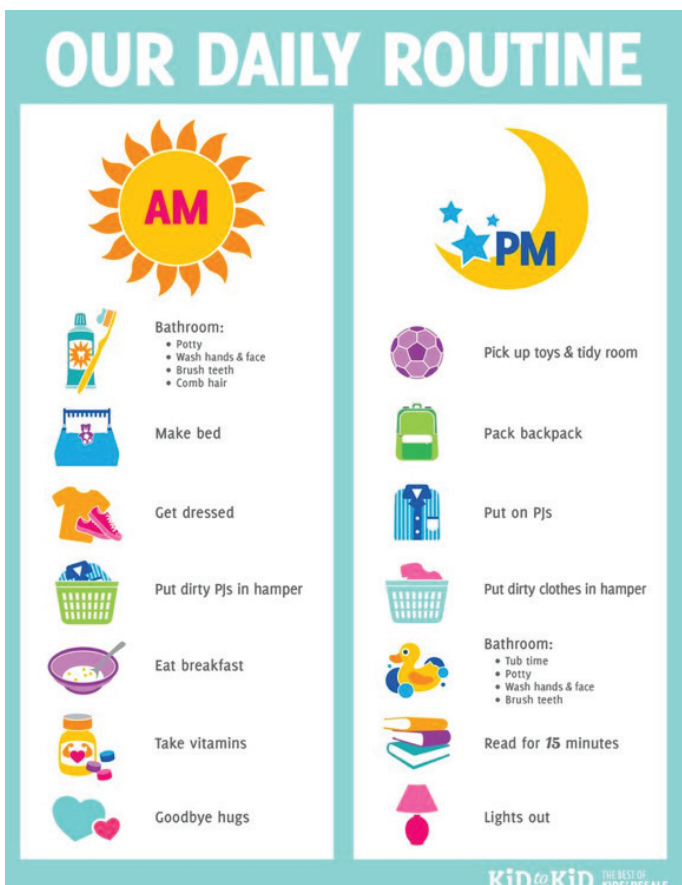 OUR DAILY ROUTINE
AM
Bathroom:
• Potty
• Wash hands & face
• Brush teeth
• Comb hair
Make bed
Get dressed
Put dirty PJs in hamper
Eat breakfast
Take vitamins
Goodbye hugs
PM
Pick up toys & tidy room
Pack backpack
Put on PJs
Put dirty clothes in hamper
Bathroom:
• Tub time
• Potty
• Wash hands & face
• Brush teeth
Read for 15 minutes
Lights out
KiD to KiD
THE BEST OF